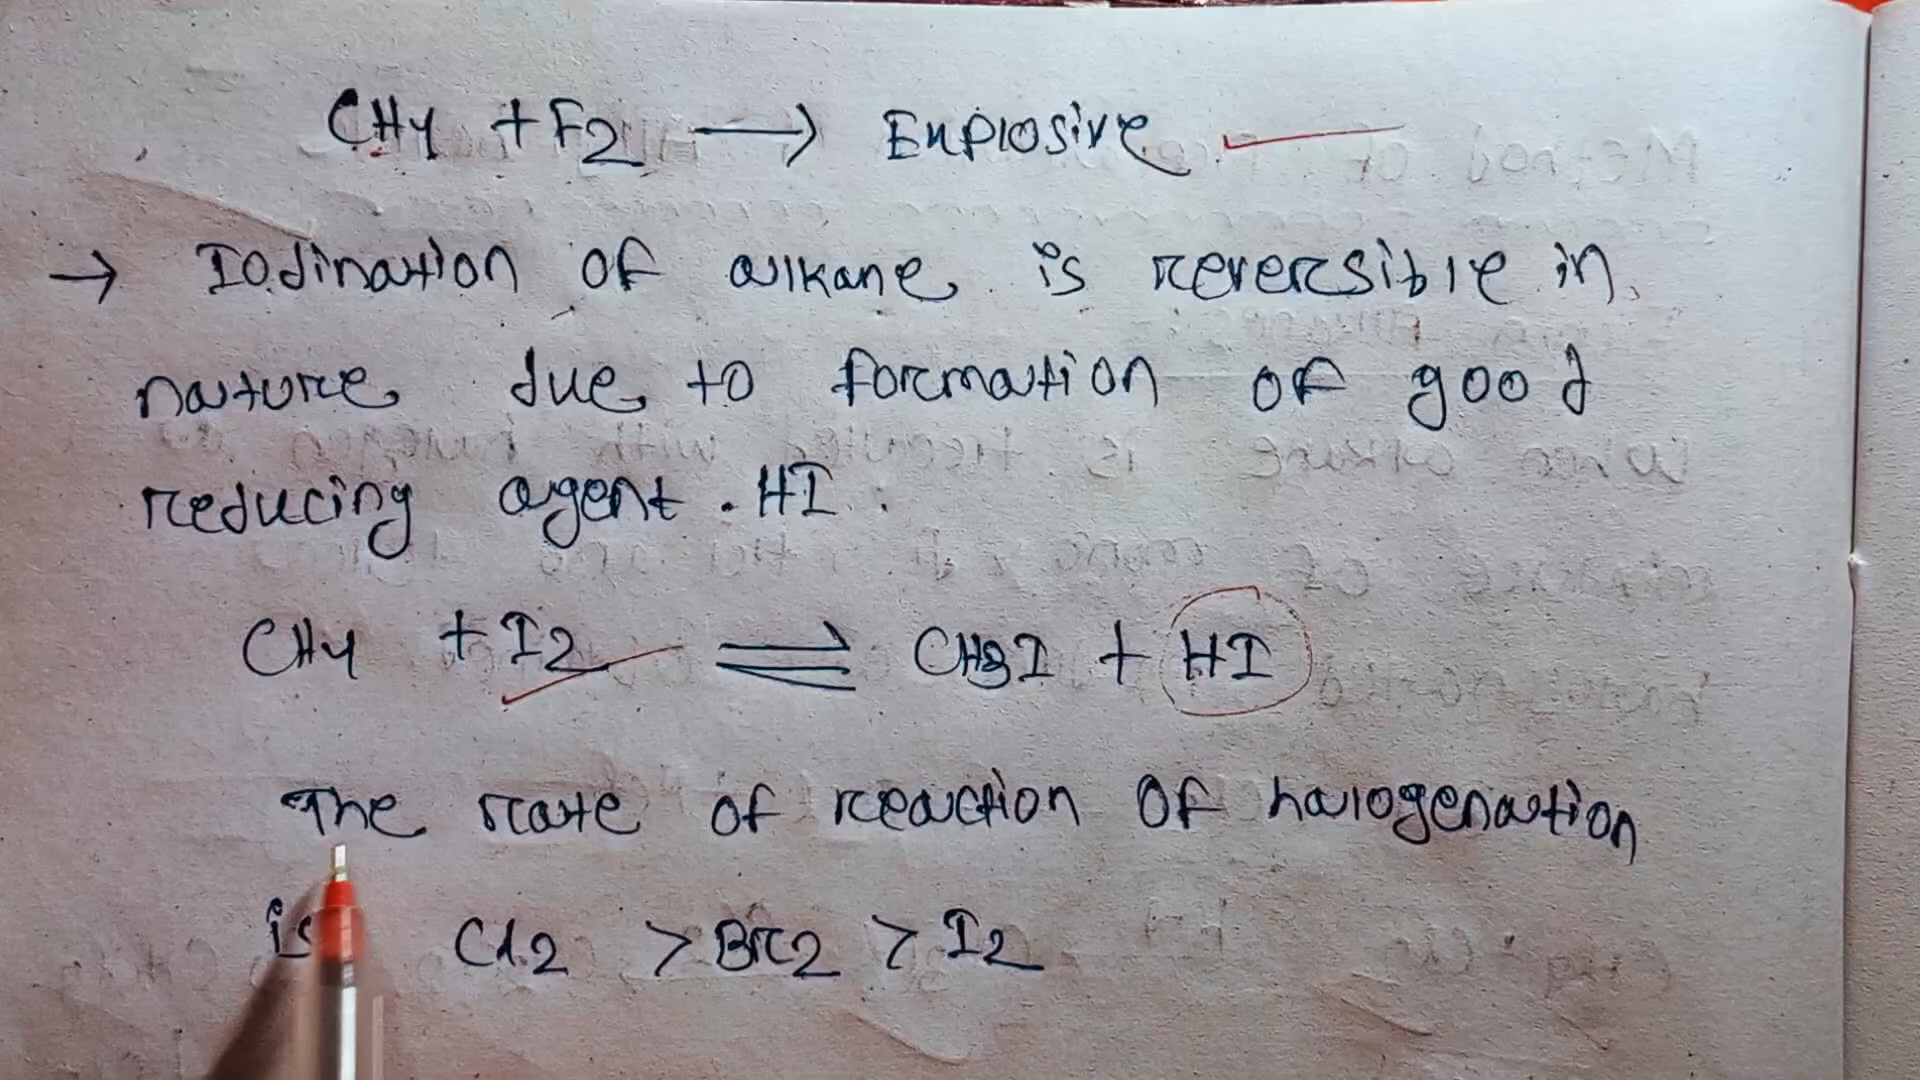 CH4 + F2 → Explosive
→ Iodination of alkane is reversible in
nature due to formation of good
reducing agent . HI .
CH4 + I2 ⇌ CH3I + HI
The rate of reaction of halogenation
is Cl2 > Br2 > I2